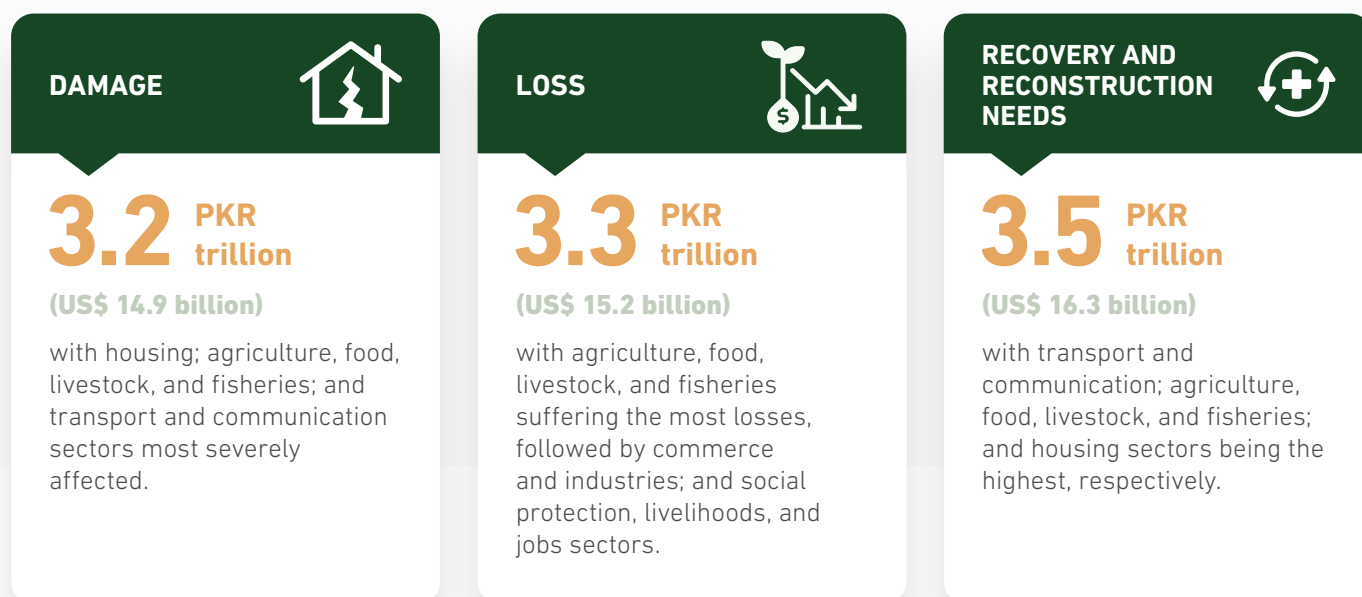 DAMAGE
3.2 PKR
trillion
(US$ 14.9 billion)
with housing; agriculture, food,
livestock, and fisheries; and
transport and communication
sectors most severely
affected.
LOSS
$
3.3 PKR
trillion
(US$ 15.2 billion)
with agriculture, food,
livestock, and fisheries
suffering the most losses,
followed by commerce
and industries; and social
protection, livelihoods, and
jobs sectors.
RECOVERY AND
RECONSTRUCTION
NEEDS
3.5 PKR
trillion
(US$ 16.3 billion)
with transport and
communication; agriculture,
food, livestock, and fisheries;
and housing sectors being the
highest, respectively.